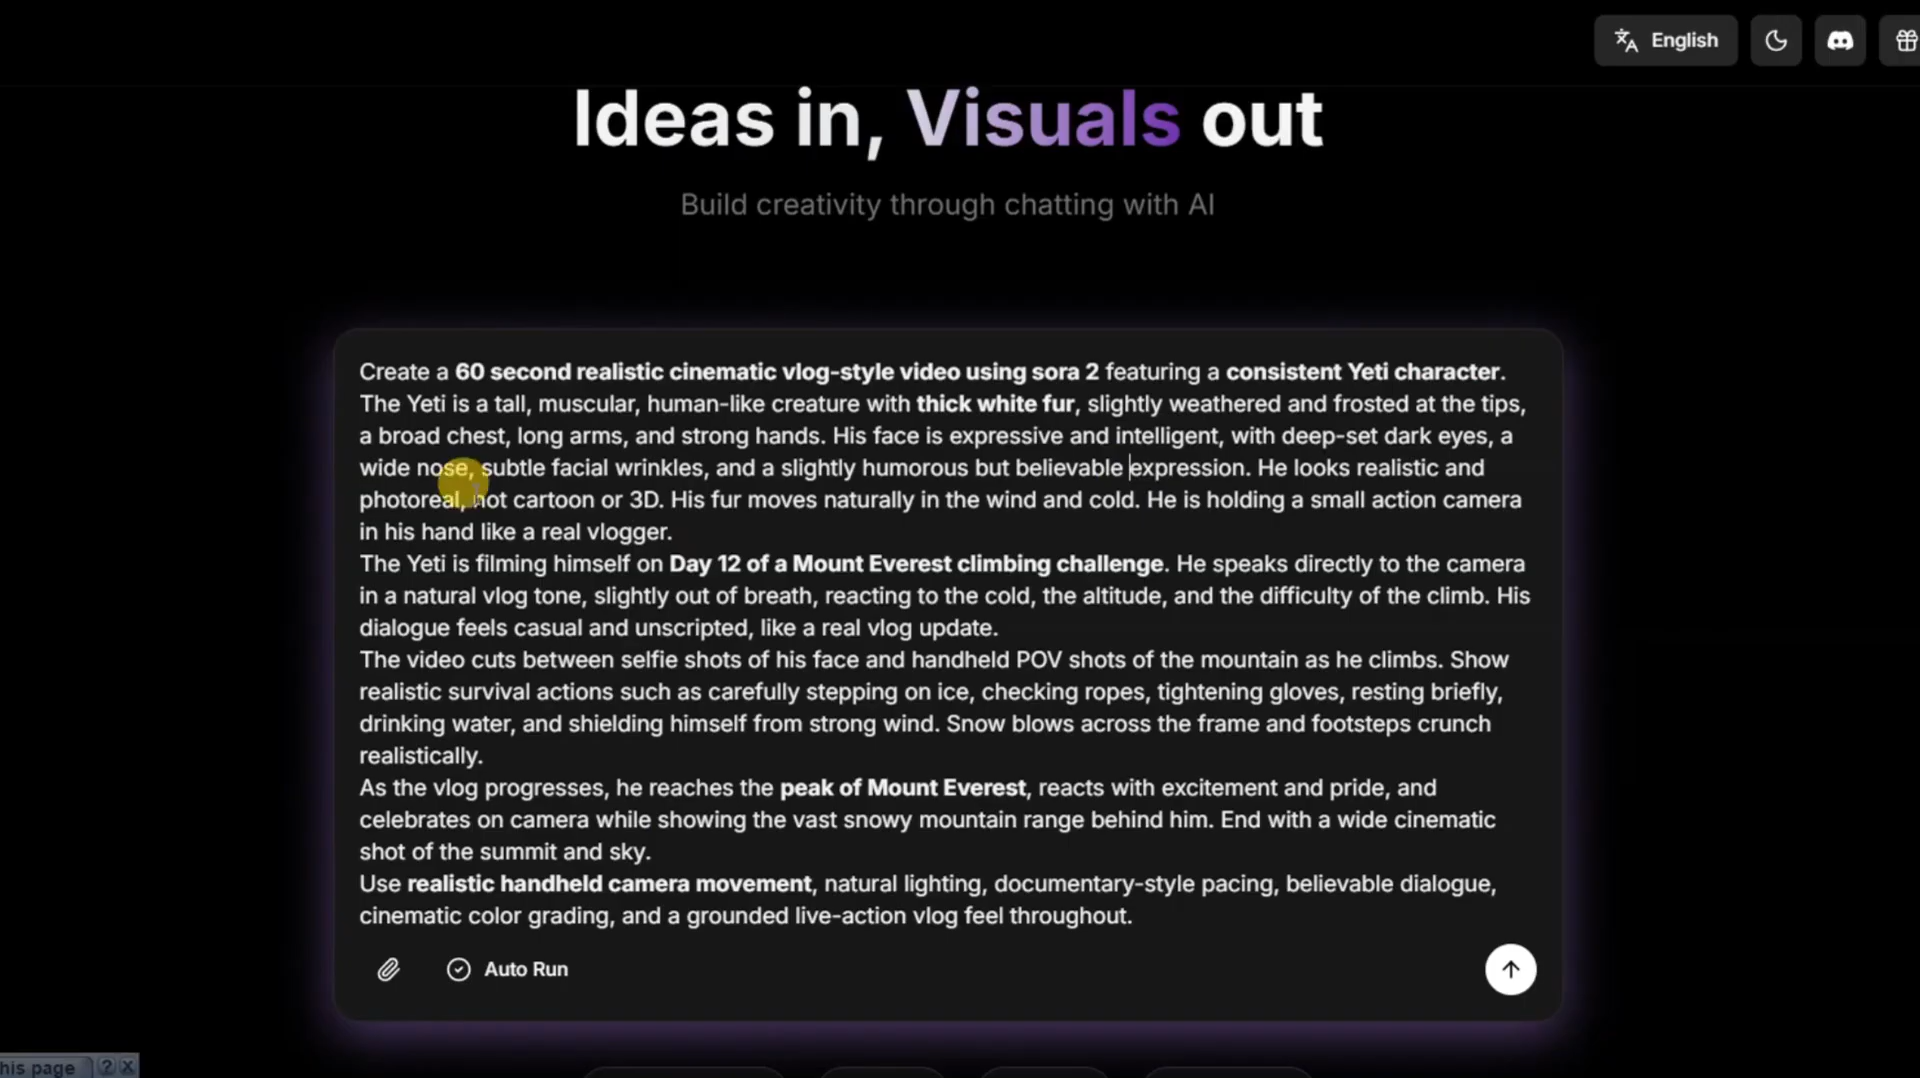 English
Ideas in, Visuals out
Build creativity through chatting with AI
Create a 60 second realistic cinematic vlog-style video using sora 2 featuring a consistent Yeti character.
The Yeti is a tall, muscular, human-like creature with thick white fur, slightly weathered and frosted at the tips,
a broad chest, long arms, and strong hands. His face is expressive and intelligent, with deep-set dark eyes, a
wide nose, subtle facial wrinkles, and a slightly humorous but believable expression. He looks realistic and
photoreal, not cartoon or 3D. His fur moves naturally in the wind and cold. He is holding a small action camera
in his hand like a real vlogger.
The Yeti is filming himself on Day 12 of a Mount Everest climbing challenge. He speaks directly to the camera
in a natural vlog tone, slightly out of breath, reacting to the cold, the altitude, and the difficulty of the climb. His
dialogue feels casual and unscripted, like a real vlog update.
The video cuts between selfie shots of his face and handheld POV shots of the mountain as he climbs. Show
realistic survival actions such as carefully stepping on ice, checking ropes, tightening gloves, resting briefly,
drinking water, and shielding himself from strong wind. Snow blows across the frame and footsteps crunch
realistically.
As the vlog progresses, he reaches the peak of Mount Everest, reacts with excitement and pride, and
celebrates on camera while showing the vast snowy mountain range behind him. End with a wide cinematic
shot of the summit and sky.
Use realistic handheld camera movement, natural lighting, documentary-style pacing, believable dialogue,
cinematic color grading, and a grounded live-action vlog feel throughout.
Auto Run
his page ? X